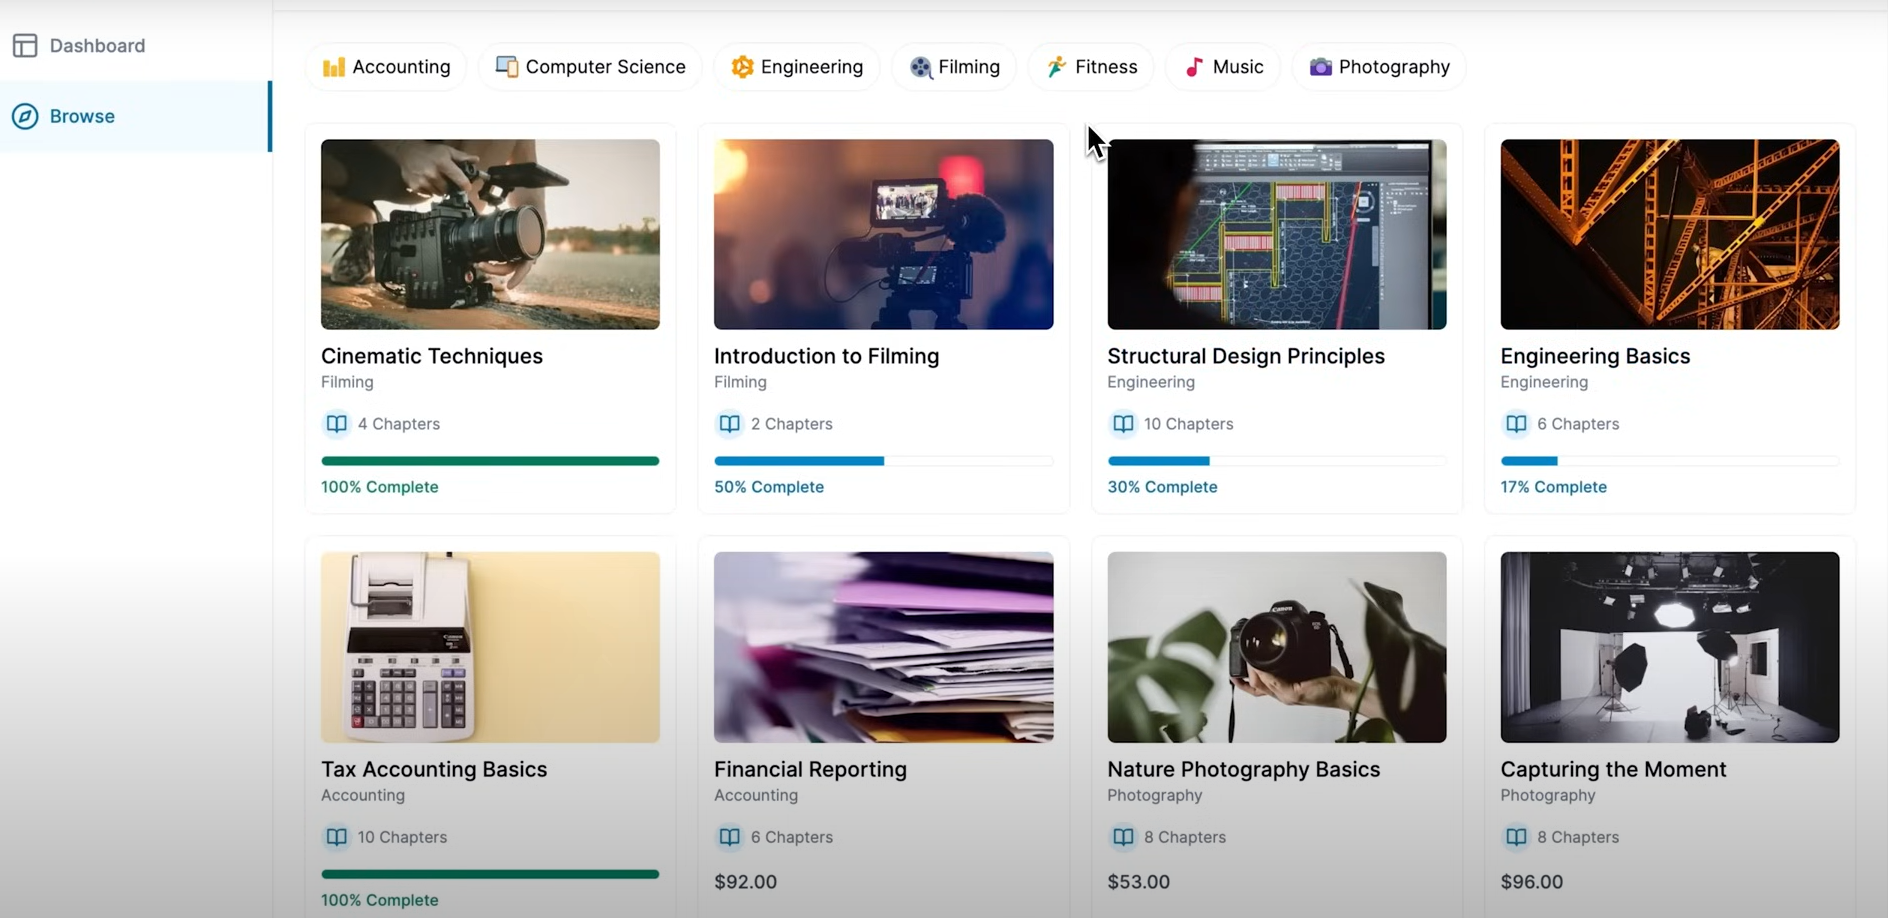 Dashboard
Browse
Accounting
Computer Science
Engineering
Filming
Fitness
Music
Photography
Cinematic Techniques
Filming
4 Chapters
100% Complete
Introduction to Filming
Filming
2 Chapters
50% Complete
Structural Design Principles
Engineering
10 Chapters
30% Complete
Engineering Basics
Engineering
6 Chapters
17% Complete
Tax Accounting Basics
Accounting
10 Chapters
100% Complete
Financial Reporting
Accounting
6 Chapters
$92.00
Canon
Nature Photography Basics
Photography
8 Chapters
$53.00
Capturing the Moment
Photography
8 Chapters
$96.00